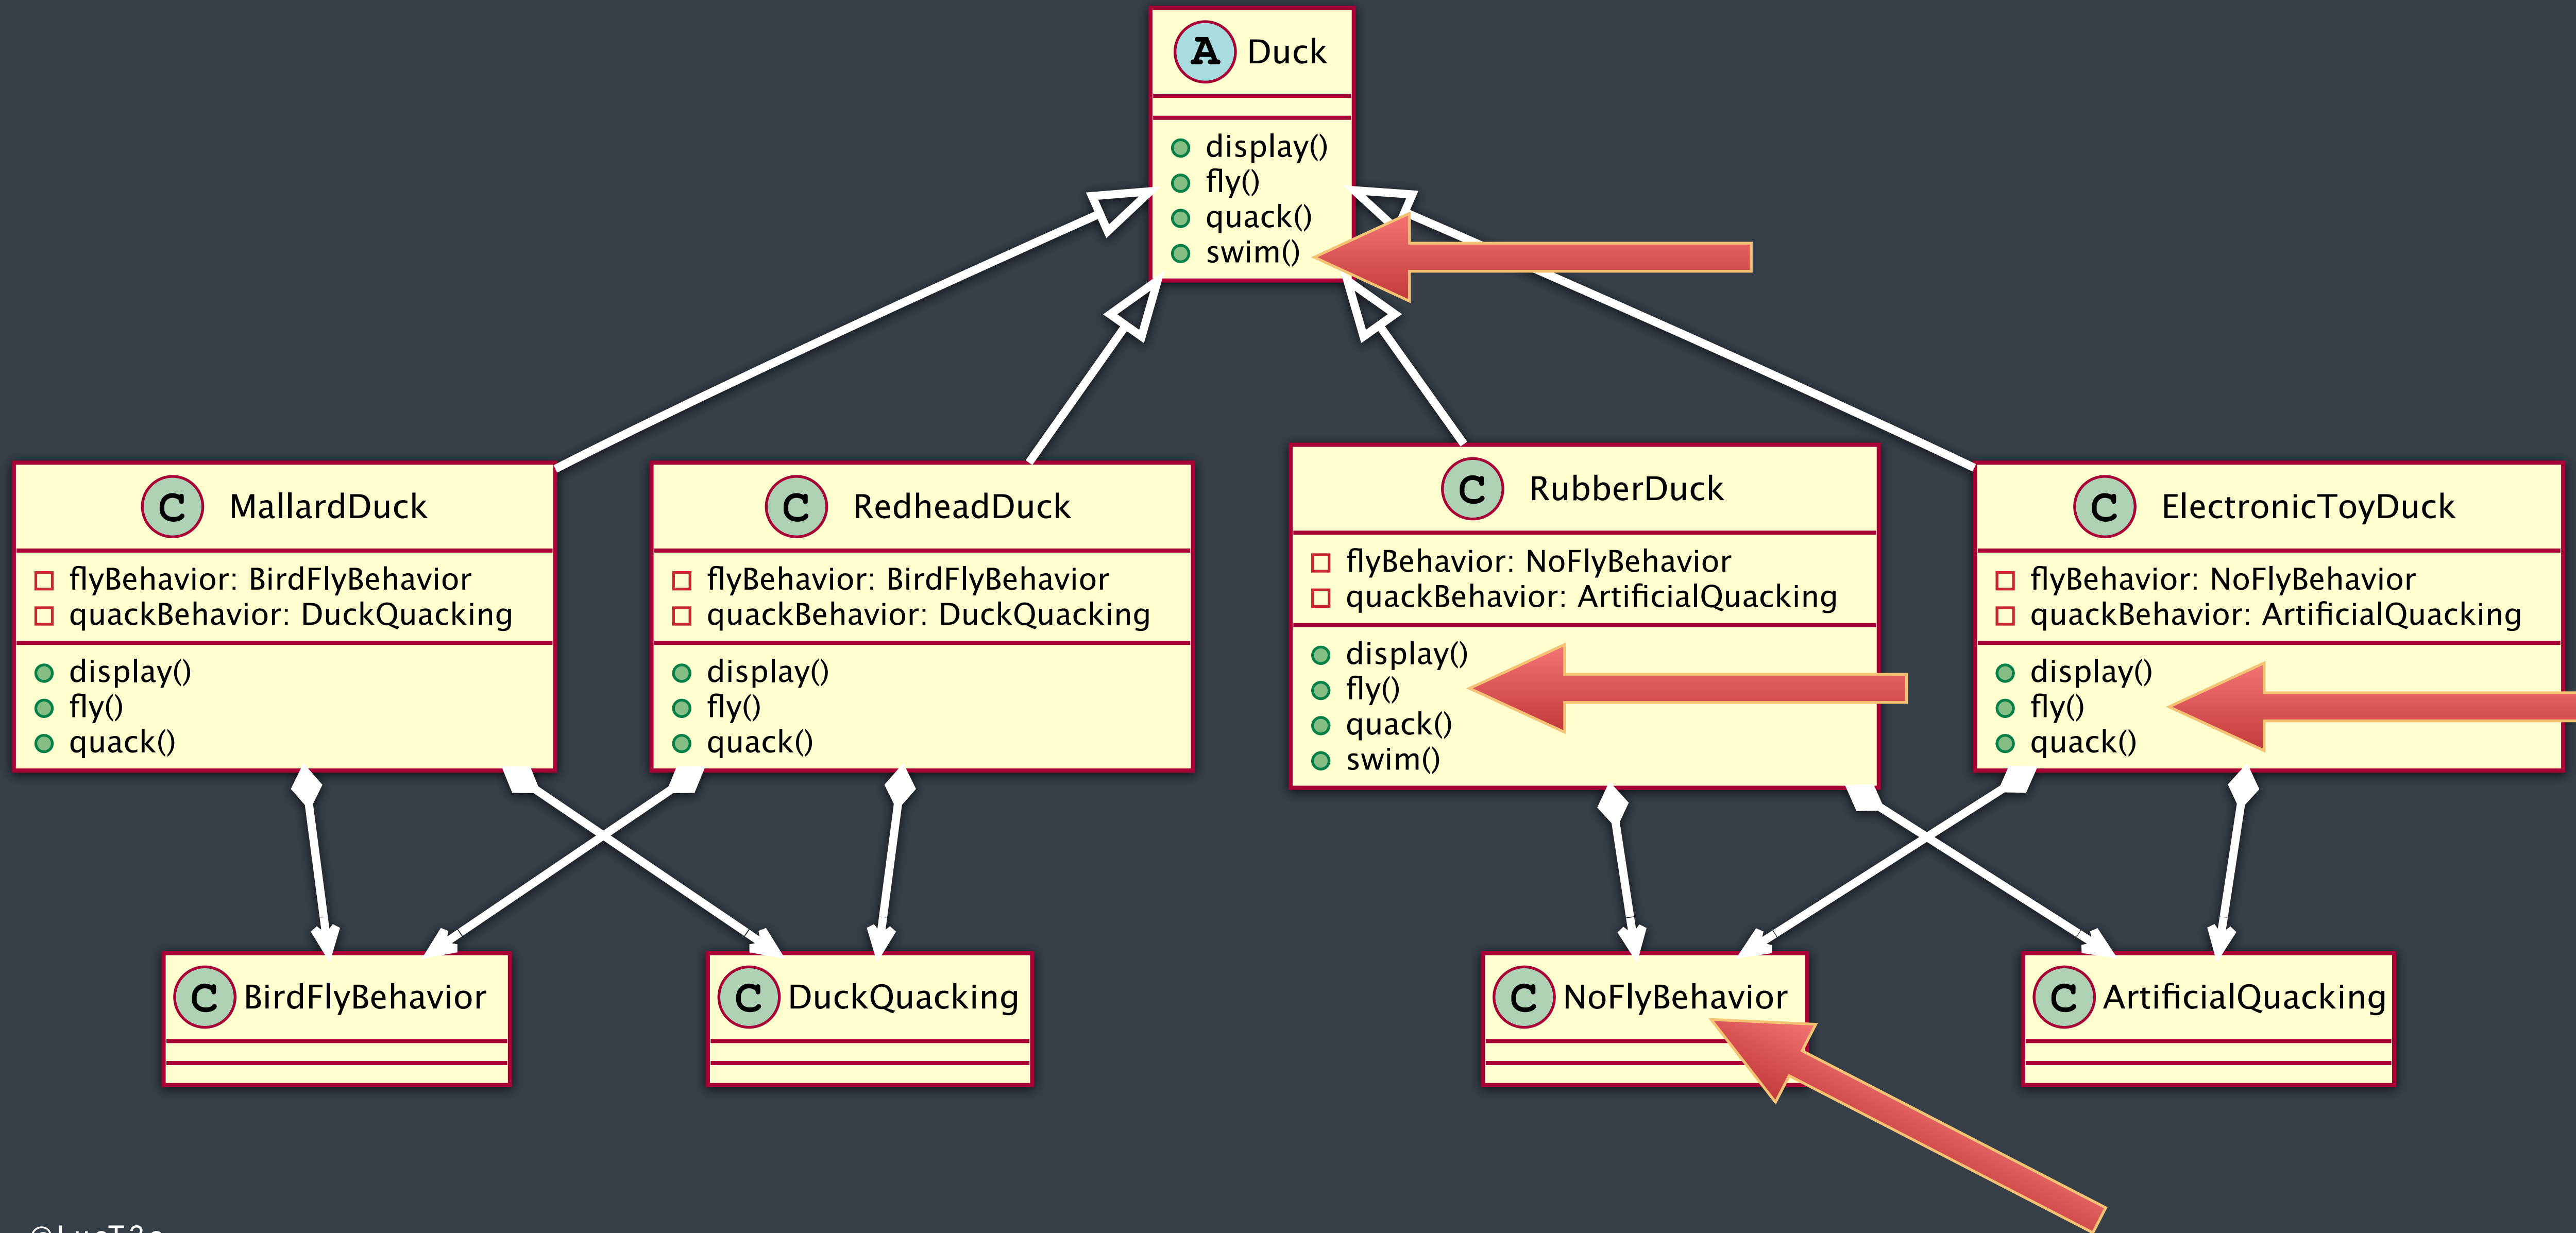 A Duck
display()
fly()
quack()
swim()
C MallardDuck
flyBehavior: BirdFlyBehavior
quackBehavior: DuckQuacking
display()
fly()
quack()
C RedheadDuck
flyBehavior: BirdFlyBehavior
quackBehavior: DuckQuacking
display()
fly()
quack()
C RubberDuck
flyBehavior: NoFlyBehavior
quackBehavior: ArtificialQuacking
display()
fly()
quack()
swim()
C ElectronicToyDuck
flyBehavior: NoFlyBehavior
quackBehavior: ArtificialQuacking
display()
fly()
quack()
C BirdFlyBehavior
C DuckQuacking
C NoFlyBehavior
C ArtificialQuacking